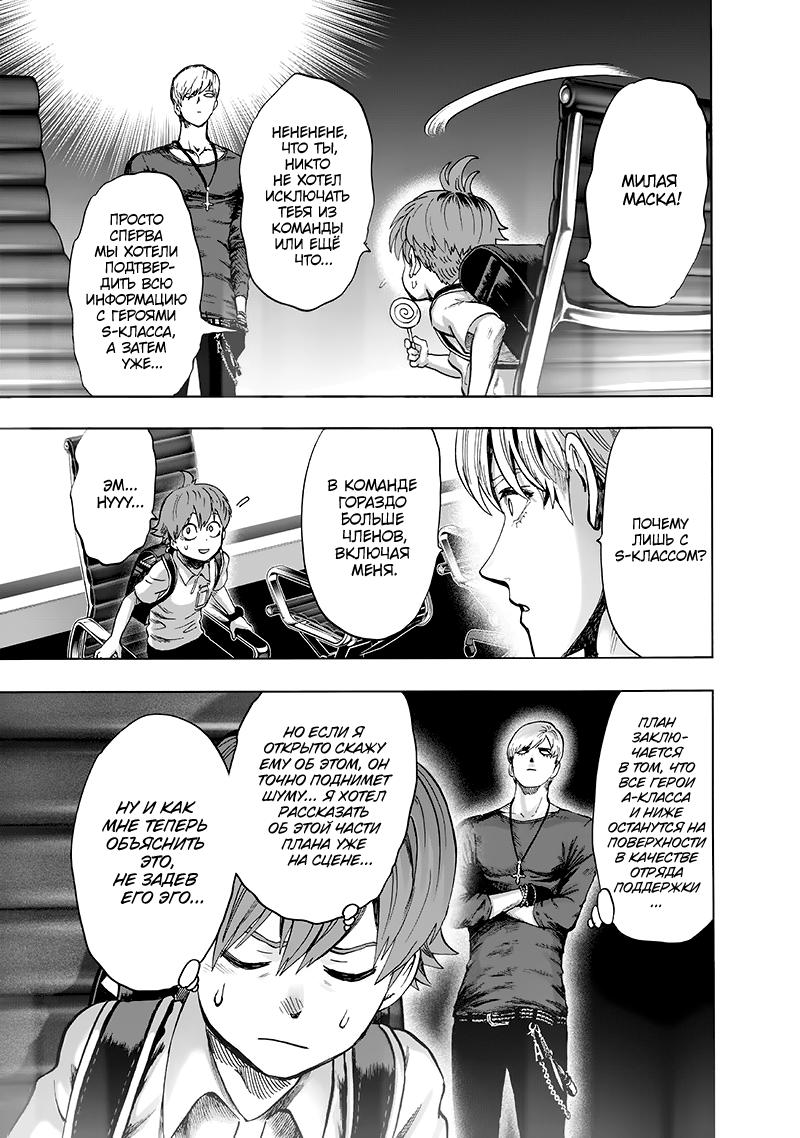 МИЛАЯ
МАСКА!
НЕНЕНЕНЕ,
ЧТО ТЫ,
НИКТО
НЕ ХОТЕЛ
ИСКЛЮЧАТЬ
ТЕБЯ ИЗ
КОМАНДЫ
ИЛИ ЕЩЁ
ЧТО...
ПРОСТО
СПЕРВА
МЫ ХОТЕЛИ
ПОДТВЕР-
ДИТЬ ВСЮ
ИНФОРМАЦИЮ
С ГЕРОЯМИ
S-КЛАССА,
А ЗАТЕМ
УЖЕ...
ПОЧЕМУ
ЛИШЬ С
S-КЛАССОМ?
В КОМАНДЕ
ГОРАЗДО
БОЛЬШЕ
ЧЛЕНОВ,
ВКЛЮЧАЯ
МЕНЯ.
ЭМ...
НУУУ...
ПЛАН
ЗАКЛЮ-
ЧАЕТСЯ
В ТОМ, ЧТО
ВСЕ ГЕРОИ
А-КЛАССА
И НИЖЕ
ОСТАНУТСЯ НА
ПОВЕРХНОСТИ
В КАЧЕСТВЕ
ОТРЯДА
ПОДДЕРЖКИ
...
НО ЕСЛИ Я
ОТКРЫТО СКАЖУ
ЕМУ ОБ ЭТОМ, ОН
ТОЧНО ПОДНИМЕТ
ШУМУ... Я ХОТЕЛ
РАССКАЗАТЬ
ОБ ЭТОЙ ЧАСТИ
ПЛАНА УЖЕ
НА СЦЕНЕ...
НУ И КАК
МНЕ ТЕПЕРЬ
ОБЪЯСНИТЬ
ЭТО,
НЕ ЗАДЕВ
ЕГО ЭГО...